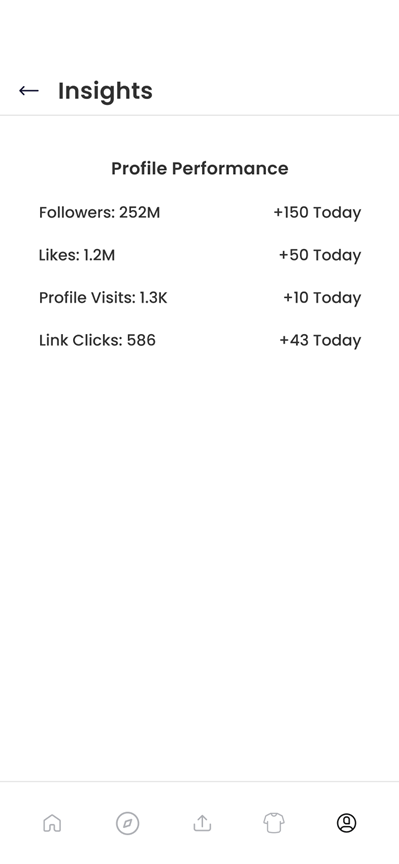 Insights
Profile Performance
Followers: 252M +150 Today
Likes: 1.2M +50 Today
Profile Visits: 1.3K +10 Today
Link Clicks: 586 +43 Today